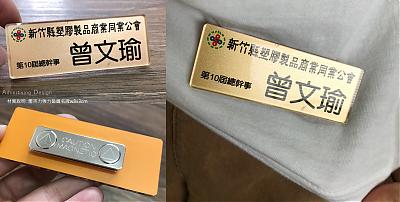 新竹縣塑膠製品商業同業公會
第10屆總幹事 曾文瑜
Advertising Design
CAUTION
MAGNETIC
新竹縣塑膠製品商業同業公會
第10屆總幹事 曾文瑜